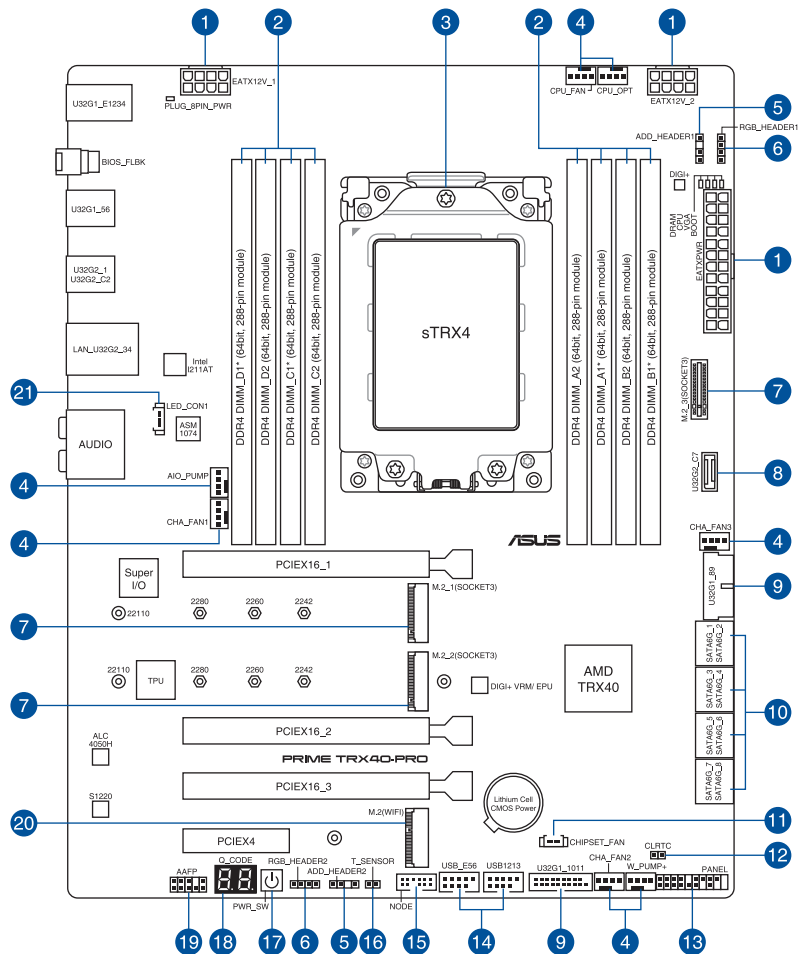 1
2
3
2
4
1
U32G1_E1234
EATX12V_1
PLUG_8PIN_PWR
CPU_FAN
CPU_OPT
EATX12V_2
5
ADD_HEADER1
RGB_HEADER1
6
BIOS_FLBK
DIGI+
DRAM
CPU
VGA
BOOT
U32G1_56
EATXPWR
1
U32G2_1
U32G2_C2
DDR4 DIMM_D1* (64bit, 288-pin module)
DDR4 DIMM_D2 (64bit, 288-pin module)
DDR4 DIMM_C1* (64bit, 288-pin module)
DDR4 DIMM_C2 (64bit, 288-pin module)
sTRX4
DDR4 DIMM_A2 (64bit, 288-pin module)
DDR4 DIMM_A1* (64bit, 288-pin module)
DDR4 DIMM_B2 (64bit, 288-pin module)
DDR4 DIMM_B1* (64bit, 288-pin module)
LAN_U32G2_34
Intel
I211AT
M.2_3(SOCKET3)
7
21
LED_CON1
ASM
1074
AUDIO
U32G2_C7
8
4
AIO_PUMP
4
CHA_FAN1
ASUS
CHA_FAN3
4
PCIEX16_1
Super
I/O
M.2_1(SOCKET3)
U32G1_89
9
22110
2280
2260
2242
7
SATA6G_1
SATA6G_2
M.2_2(SOCKET3)
22110
2280
2260
2242
TPU
DIGI+ VRM/ EPU
AMD
TRX40
SATA6G_3
SATA6G_4
7
10
SATA6G_5
SATA6G_6
PCIEX16_2
ALC
4050H
PRIME TRX40-PRO
SATA6G_7
SATA6G_8
PCIEX16_3
S1220
Lithium Cell
CMOS Power
20
M.2(WIFI)
11
CHIPSET_FAN
PCIEX4
CLRTC
12
AAFP
Q_CODE
RGB_HEADER2
ADD_HEADER2
T_SENSOR
USB_E56
USB1213
U32G1_1011
CHA_FAN2
W_PUMP+
PANEL
88
PWR_SW
NODE
19
18
17
6
5
16
15
14
9
4
13